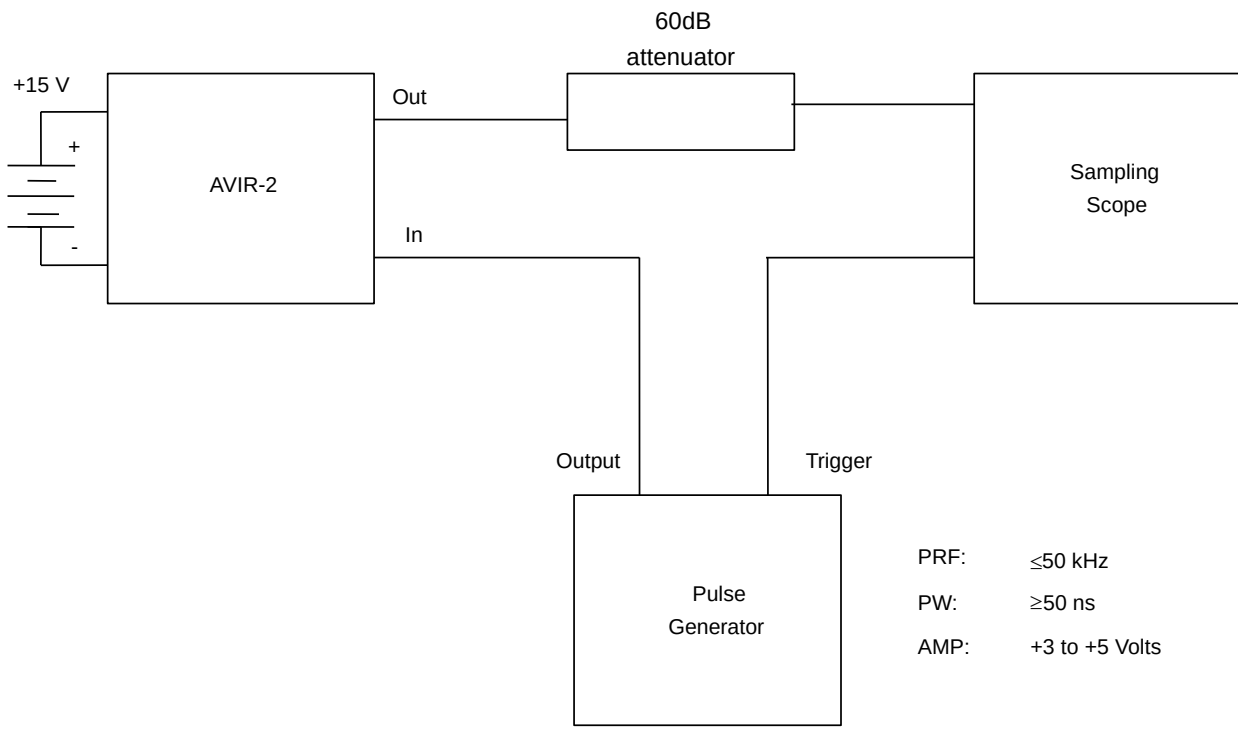 60dB
attenuator
+15 V
Out
+
AVIR-2
Sampling
Scope
In
-
Output
Trigger
Pulse
Generator
PRF: ≤50 kHz
PW: ≥50 ns
AMP: +3 to +5 Volts